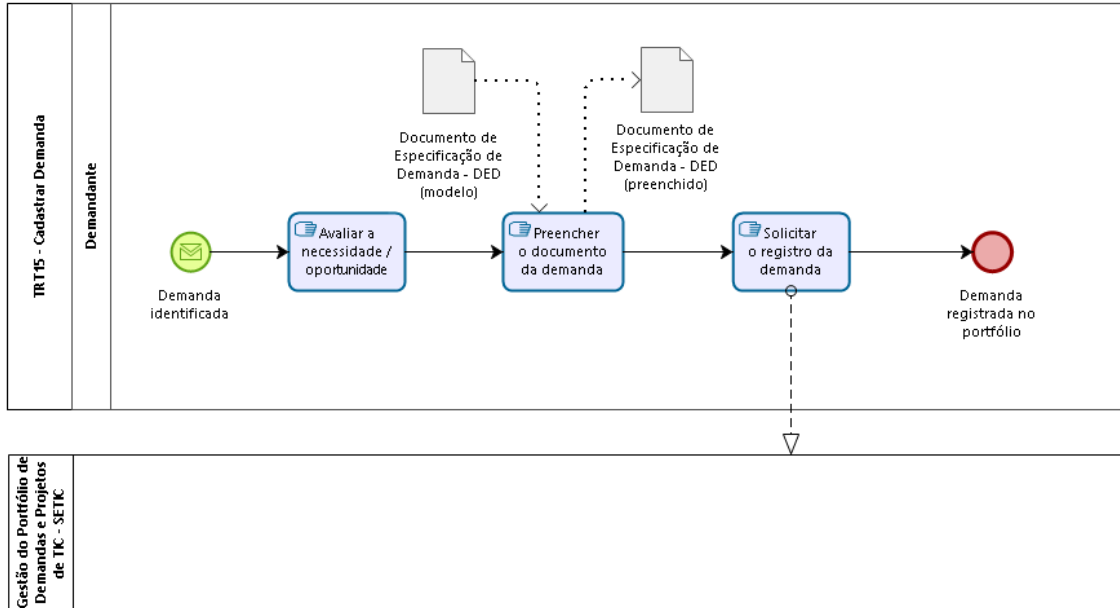 TRT15 - Cadastrar Demanda
Demandante
Documento de
Especificação de
Demanda - DED
(modelo)
Documento de
Especificação de
Demanda - DED
(preenchido)
Demanda
identificada
Avaliar a
necessidade /
oportunidade
Preencher
o documento
da demanda
Solicitar
o registro da
demanda
Demanda
registrada no
portfólio
Gestão do Portfólio de
Demandas e Projetos
de TIC - SETIC